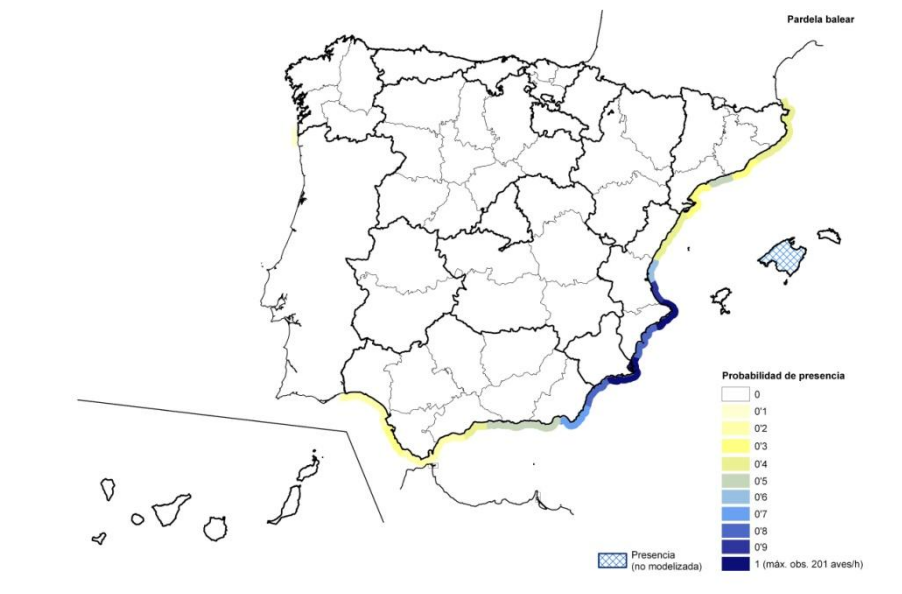 Pardela balear
Probabilidad de presencia
0
0'1
0'2
0'3
0'4
0'5
0'6
0'7
0'8
0'9
1 (máx. obs. 201 aves/h)
Presencia
(no modelizada)